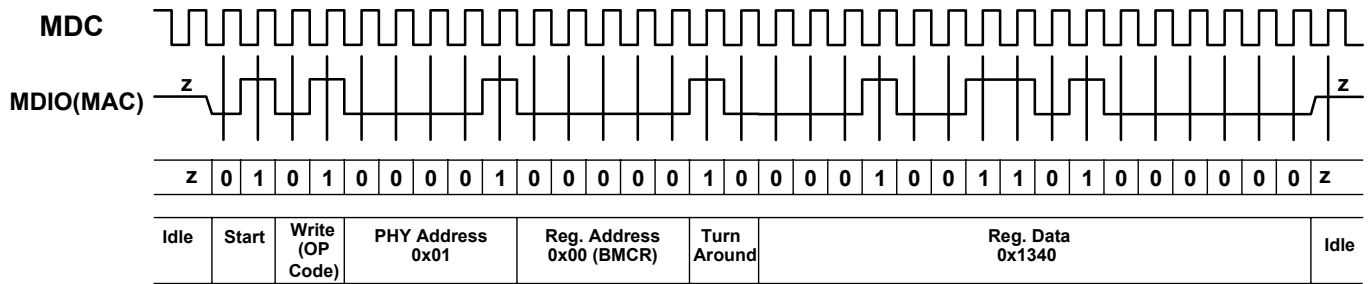 MDC
z
z
MDIO(MAC)
z 0 1 0 1 0 0 0 0 1 0 0 0 0 0 1 0 0 0 0 1 0 0 1 1 0 1 0 0 0 0 0 0 z
Idle Start Write PHY Address Reg. Address Turn Reg. Data Idle
(OP 0x01 0x00 (BMCR) Around 0x1340
Code)